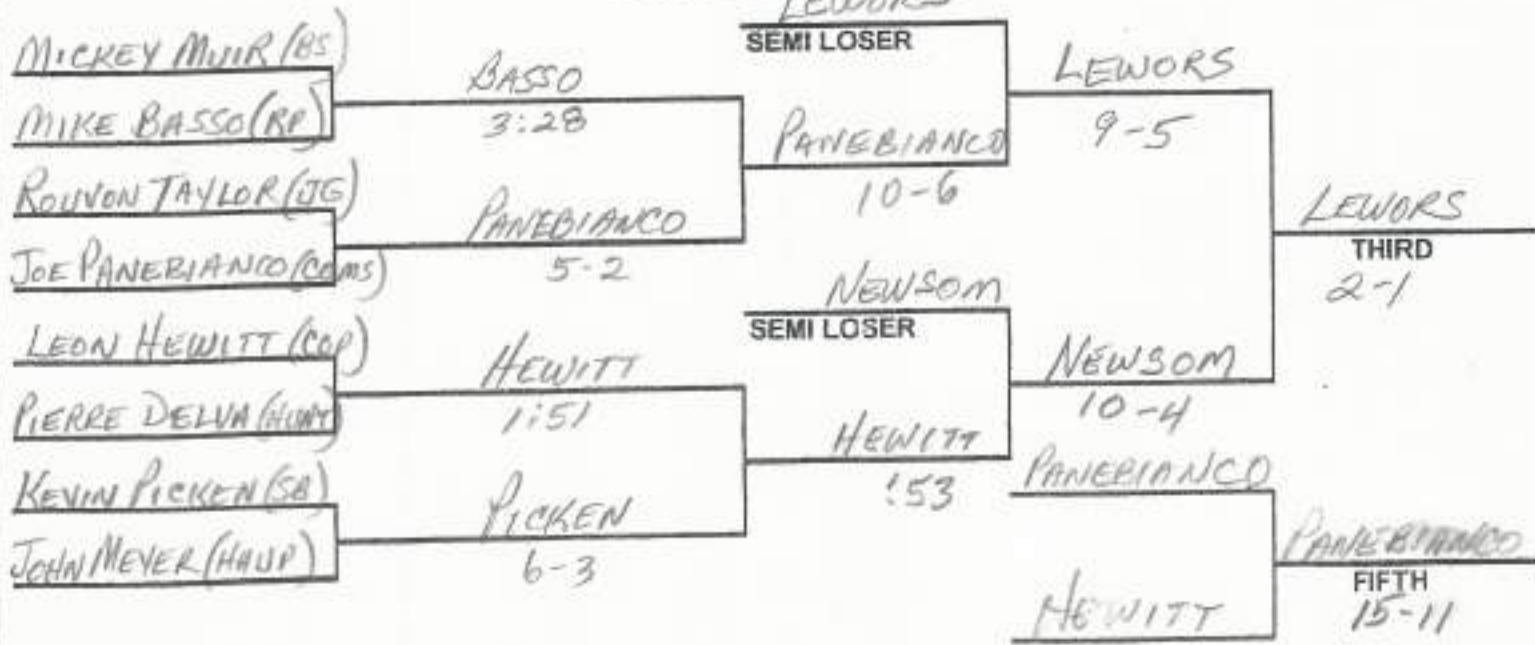 LEWORS
SEMI LOSER
MICKEY MUIR (BS)
MIKE BASSO (RP)
BASSO
3:28
LEWORS
9-5
PANEBIANCO
10-6
ROUVON TAYLOR (JG)
JOE PANEBIANCO (COMS)
PANEBIANCO
5-2
LEWORS
THIRD
2-1
NEWSOM
SEMI LOSER
LEON HEWITT (COP)
PIERRE DELVA (HUNT)
HEWITT
1:51
NEWSOM
10-4
HEWITT
:53
KEVIN PICKEN (SB)
JOHN MEYER (HAUP)
PICKEN
6-3
PANEBIANCO
HEWITT
PANEBIANCO
FIFTH
15-11